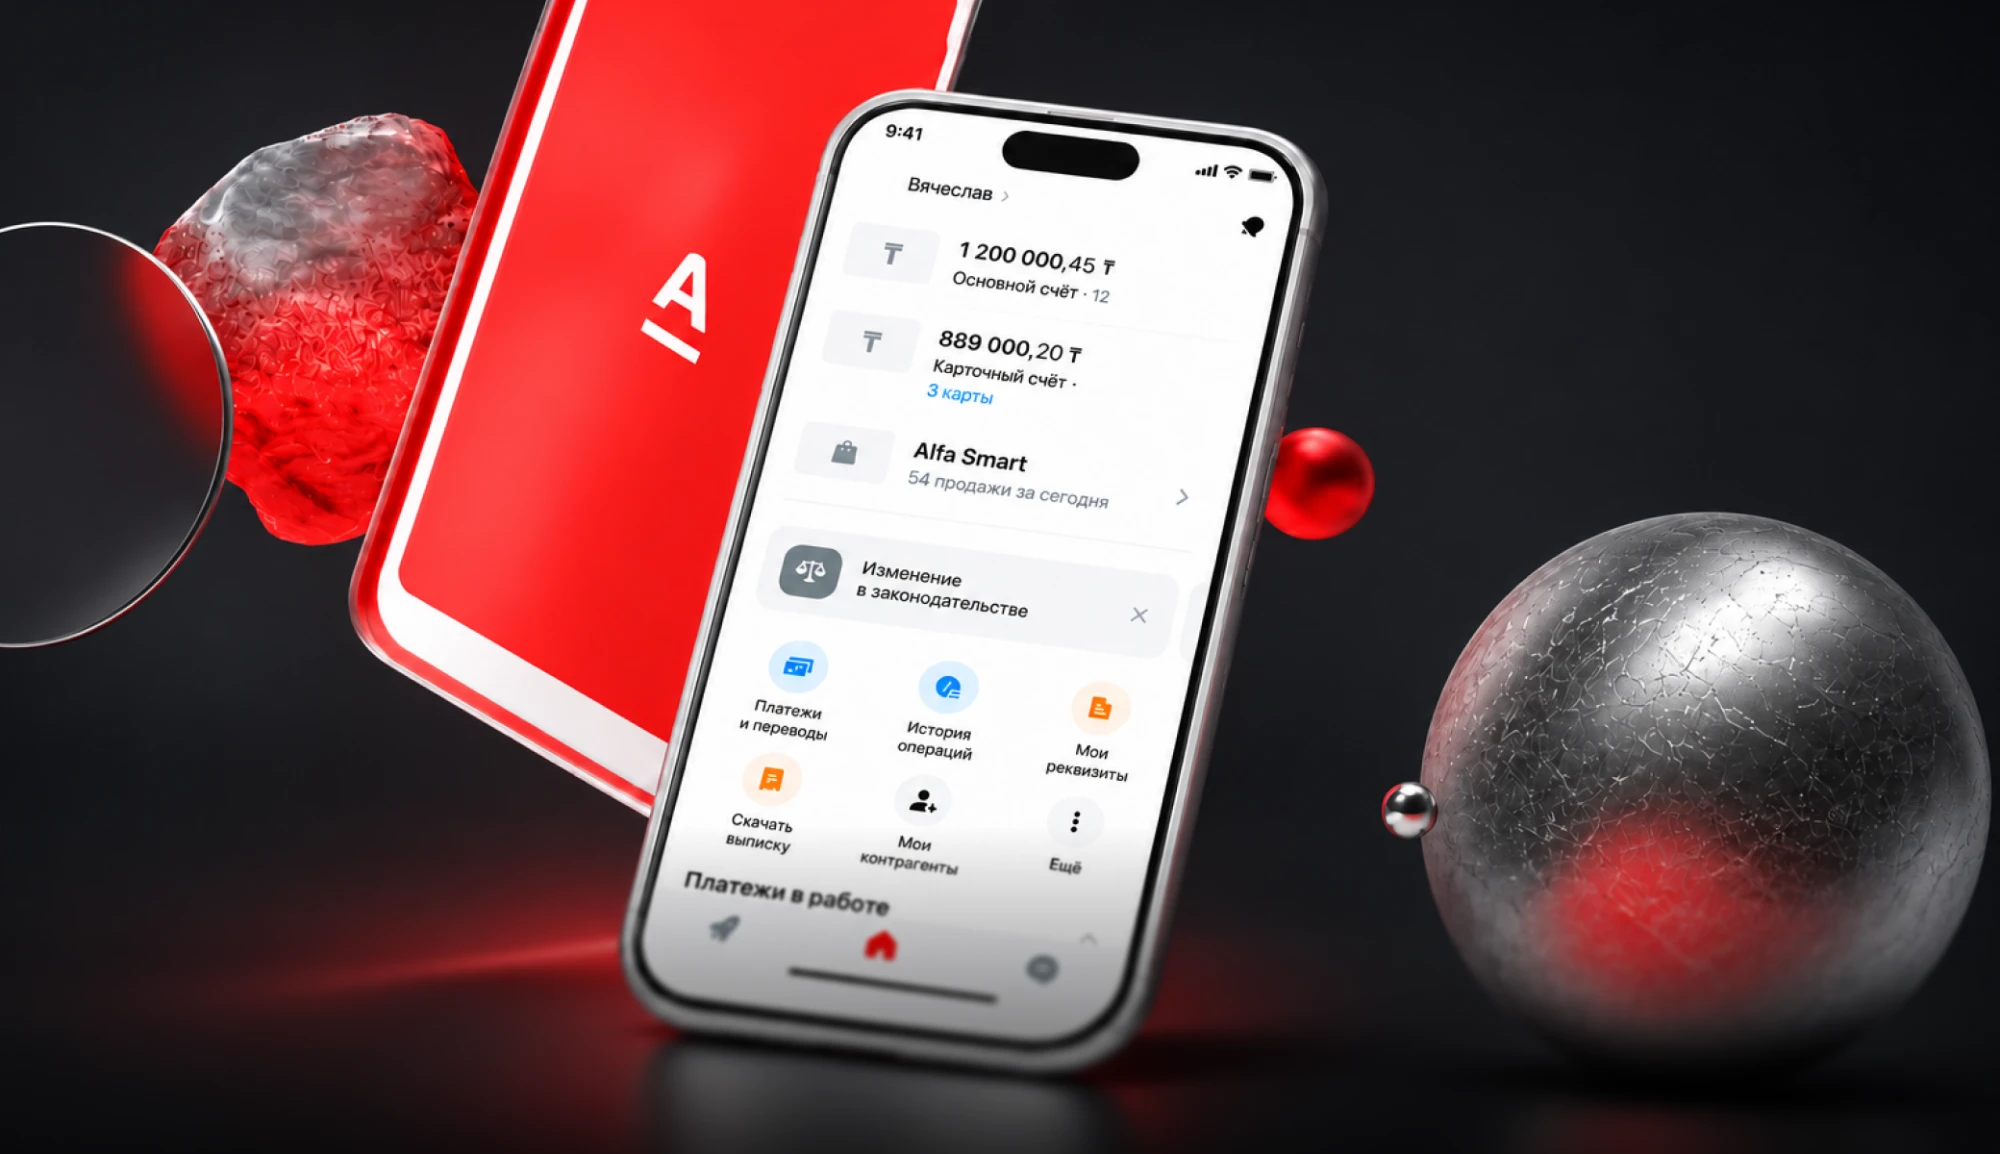 9:41
Вячеслав
1 200 000,45 ₸
Основной счёт · 12
889 000,20 ₸
Карточный счёт ·
3 карты
Alfa Smart
54 продажи за сегодня
Изменение
в законодательстве
Платежи
и переводы
История
операций
Мои
реквизиты
Скачать
выписку
Мои
контрагенты
Ещё
Платежи в работе
A